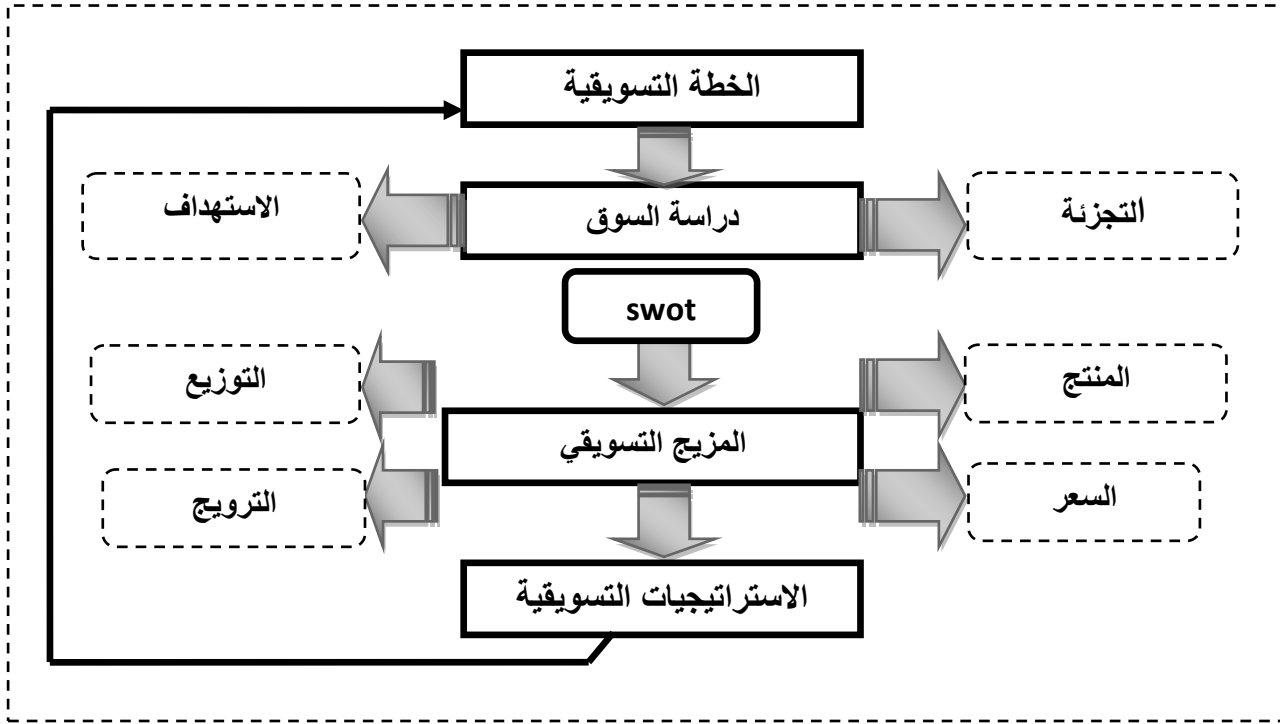 الخطة التسويقية
التجزئة
دراسة السوق
الاستهداف
swot
المنتج
التوزيع
المزيج التسويقي
السعر
الترويج
الاستراتيجيات التسويقية